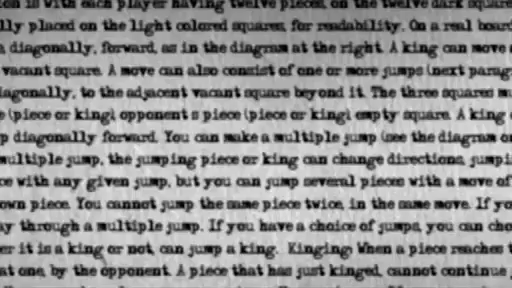 tion is with each player having twelve pieces, on the twelve dark square
lly placed on the light colored squares, for readability. On a real board
diagonally, forward, as in the diagram at the right. A king can move
vacant square. A move can also consist of one or more jumps (next parag
iagonally, to the adjacent vacant square beyond it. The three squares mu
(piece or king), opponent s piece (piece or king), empty square. A king
p diagonally forward. You can make a multiple jump (see the diagram on
multiple jump, the jumping piece or king can change directions, jumpi
ce with any given jump, but you can jump several pieces with a move of
own piece. You cannot jump the same piece twice, in the same move. If yo
ay through a multiple jump. If you have a choice of jumps, you can cho
er it is a king or not, can jump a king. Kinging: When a piece reaches t
at one, by the opponent. A piece that has just kinged, cannot continue j